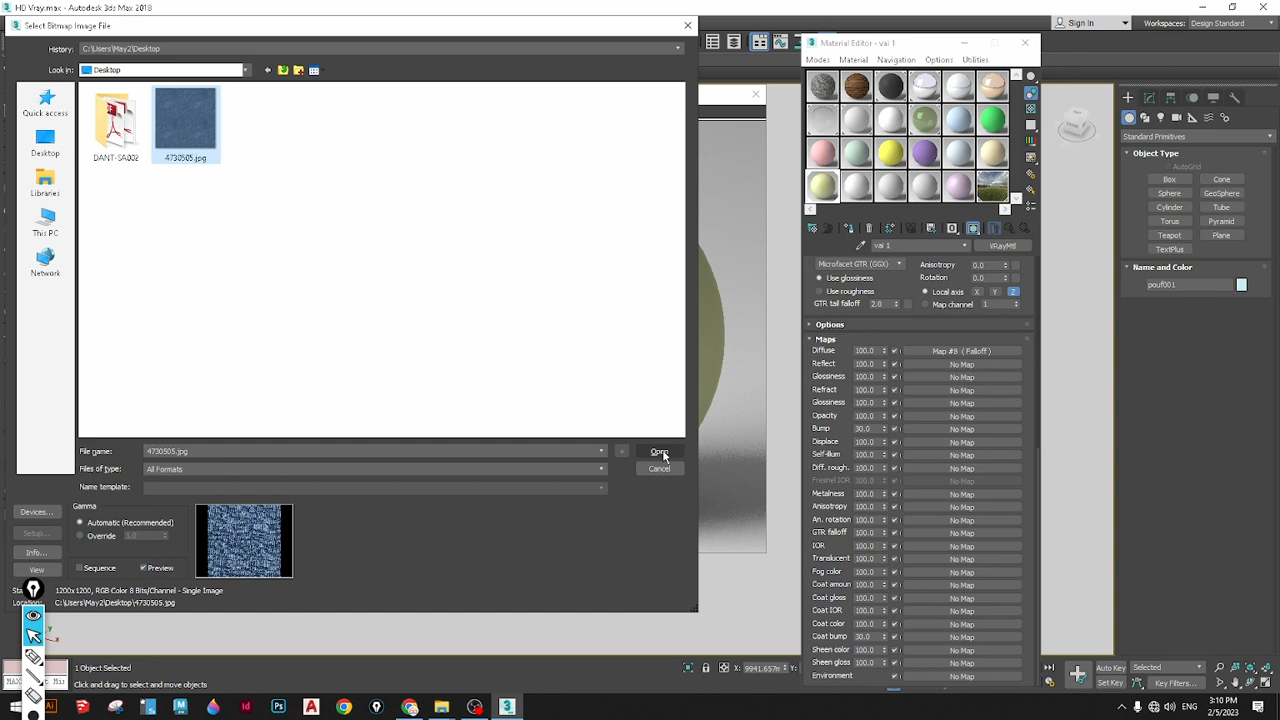 HD Vray.max - Autodesk 3ds Max 2018
Select Bitmap Image File
History: C:\Users\May2\Desktop
Look in: Desktop
Quick access
Desktop
Libraries
This PC
Network
DANT-SA002
4730505.jpg
File name: 4730505.jpg
Open
Files of type: All Formats
Cancel
Name template:
Devices...
Setup...
Info...
View
Gamma
Automatic (Recommended)
Override 1.0
Sequence
Preview
1200x1200, RGB Color 8 Bits/Channel - Single Image
C:\Users\May2\Desktop\4730505.jpg
Sign In
Workspaces: Design Standard
Material Editor - vai 1
Modes Material Navigation Options Utilities
vai 1
VRayMtl
Microfacet GTR (GGX)
Anisotropy 0.0
Use glossiness
Rotation 0.0
Use roughness
Local axis X Y Z
GTR tail falloff 2.0
Map channel 1
Options
Maps
Diffuse 100.0 Map #8 ( Falloff )
Reflect 100.0 No Map
Glossiness 100.0 No Map
Refract 100.0 No Map
Glossiness 100.0 No Map
Opacity 100.0 No Map
Bump 30.0 No Map
Displace 100.0 No Map
Self-illum 100.0 No Map
Diff. rough. 100.0 No Map
Fresnel IOR 100.0 No Map
Metalness 100.0 No Map
Anisotropy 100.0 No Map
An. rotation 100.0 No Map
GTR falloff 100.0 No Map
IOR 100.0 No Map
Translucent 100.0 No Map
Fog color 100.0 No Map
Coat amoun 100.0 No Map
Coat gloss 100.0 No Map
Coat IOR 100.0 No Map
Coat color 100.0 No Map
Coat bump 30.0 No Map
Sheen color 100.0 No Map
Sheen gloss 100.0 No Map
Environment No Map
Standard Primitives
Object Type
AutoGrid
Box Cone
Sphere GeoSphere
Cylinder Tube
Torus Pyramid
Teapot Plane
TextPlus
Name and Color
pouf001
1 Object Selected
Click and drag to select and move objects
X: 9941.657m Y:
Auto Key Selected
Set Key Key Filters...
ENG
3:10 PM
2/5/2023